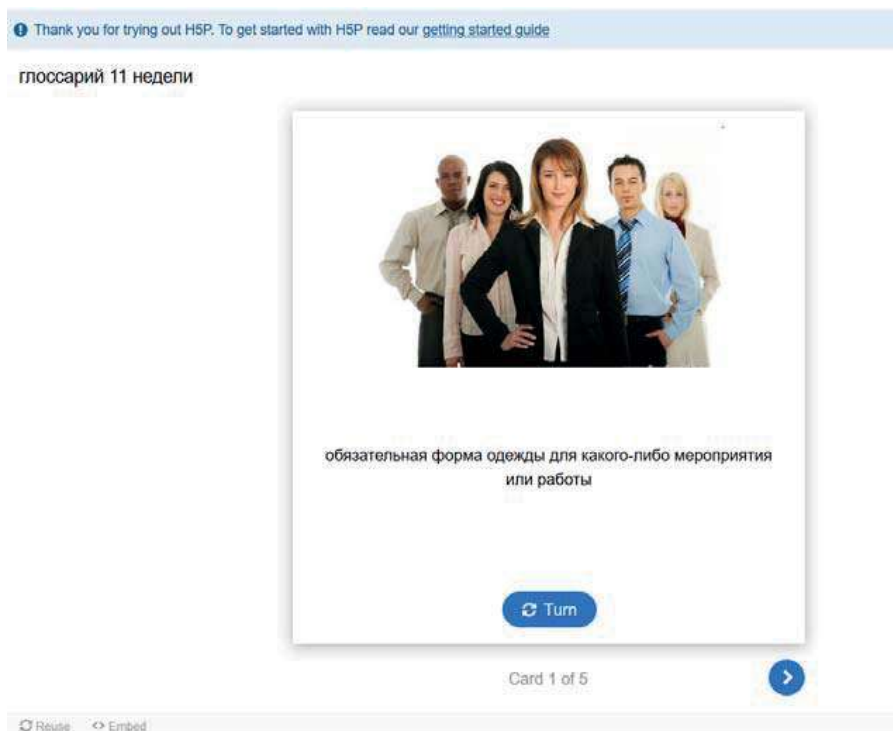 Thank you for trying out H5P. To get started with H5P read our getting started guide
глоссарий 11 недели
обязательная форма одежды для какого-либо мероприятия
или работы
Turn
Card 1 of 5
Reuse <> Embed